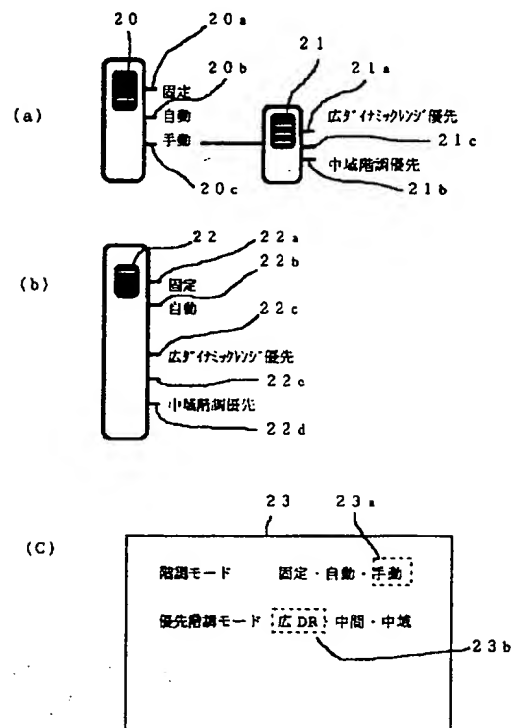 20 20a
(a) 20b 21 21a
固定
自動 広ダイナミックレンジ優先
手動 21c
20c 中域階調優先
21b
(b) 22 22a
22b
固定
自動 22c
広ダイナミックレンジ優先
22e
中域階調優先
22d
(C) 23 23a
階調モード 固定・自動・手動
優先階調モード 広DR・中間・中域
23b